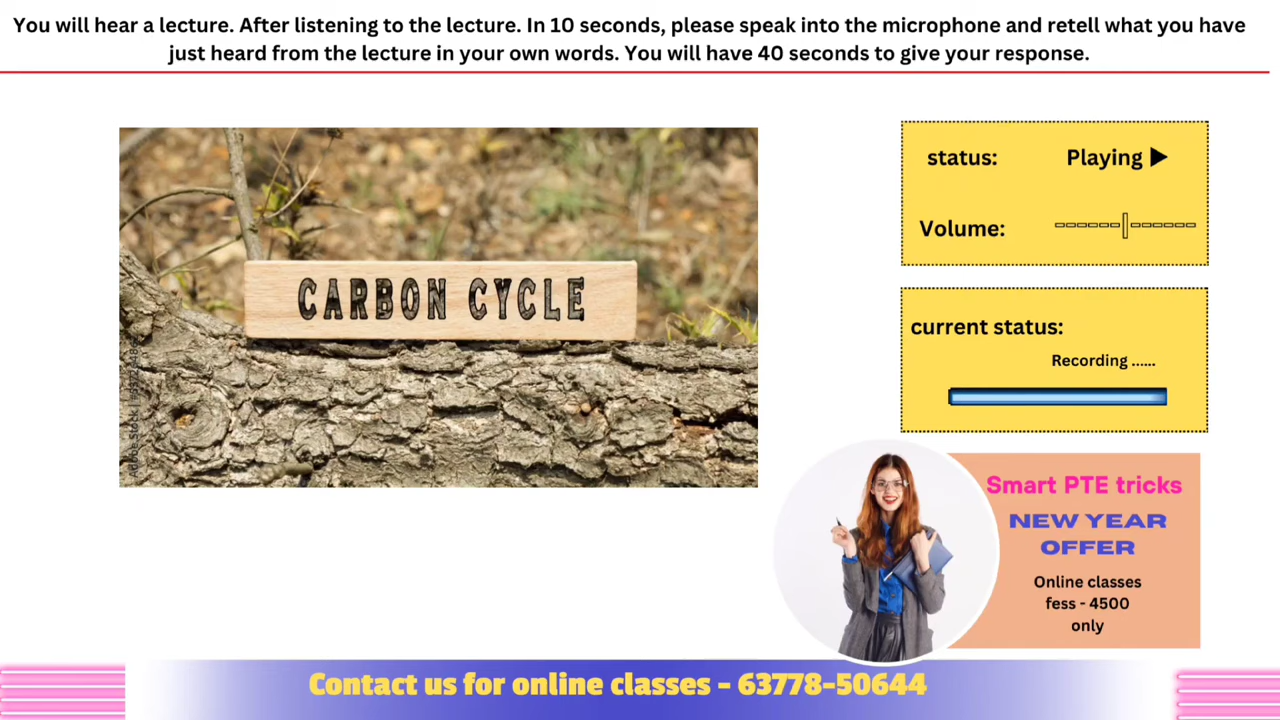 You will hear a lecture. After listening to the lecture. In 10 seconds, please speak into the microphone and retell what you have
just heard from the lecture in your own words. You will have 40 seconds to give your response.
CARBON CYCLE
status: Playing ▶
Volume:
current status:
Recording ......
Smart PTE tricks
NEW YEAR
OFFER
Online classes
fess - 4500
only
Contact us for online classes - 63778-50644